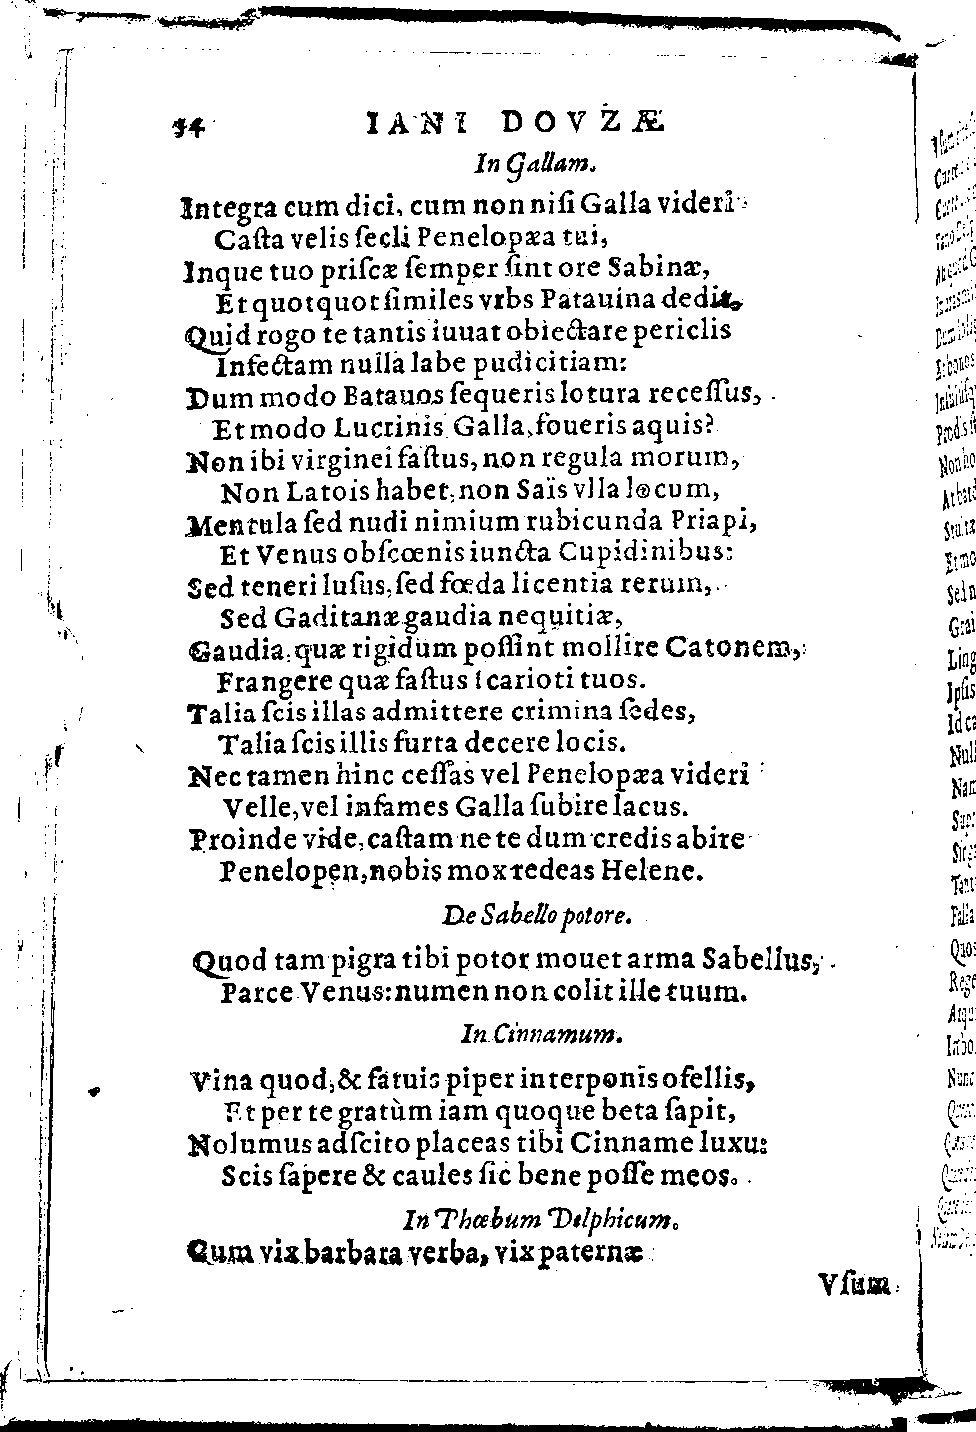 54 IANI DOVZÆ
In Gallam.
Integra cum dici, cum non niſi Galla videri
Caſta velis ſecli Penelopæa tui,
Inque tuo priſcæ ſemper ſint ore Sabinæ,
Et quotquot ſimiles vrbs Patauina dedit,
Quid rogo te tantis iuuat obiectare periclis
Infectam nulla labe pudicitiam:
Dum modo Batauos ſequeris lotura receſſus,
Et modo Lucrinis Galla, foueris aquis?
Non ibi virginei faſtus, non regula morum,
Non Latois habet, non Saïs vlla locum,
Mentula ſed nudi nimium rubicunda Priapi,
Et Venus obſcœnis iuncta Cupidinibus:
Sed teneri luſus, ſed fœda licentia rerum,
Sed Gaditanæ gaudia nequitiæ,
Gaudia, quæ rigidum poſſint mollire Catonem,
Frangere quæ faſtus Icarioti tuos.
Talia ſcis illas admittere crimina ſedes,
Talia ſcis illis furta decere locis.
Nec tamen hinc ceſſas vel Penelopæa videri
Velle, vel infames Galla ſubire lacus.
Proinde vide, caſtam ne te dum credis abire
Penelopen, nobis mox redeas Helene.
De Sabello potore.
Quod tam pigra tibi potor mouet arma Sabellus,
Parce Venus: numen non colit ille tuum.
In Cinnamum.
Vina quod, & fatuis piper interponis ofellis,
Et per te gratùm iam quoque beta ſapit,
Nolumus adſcito placeas tibi Cinname luxu:
Scis ſapere & caules ſic bene poſſe meos.
In Phœbum Delphicum.
Cum vix barbara verba, vix paternæ
Vſum